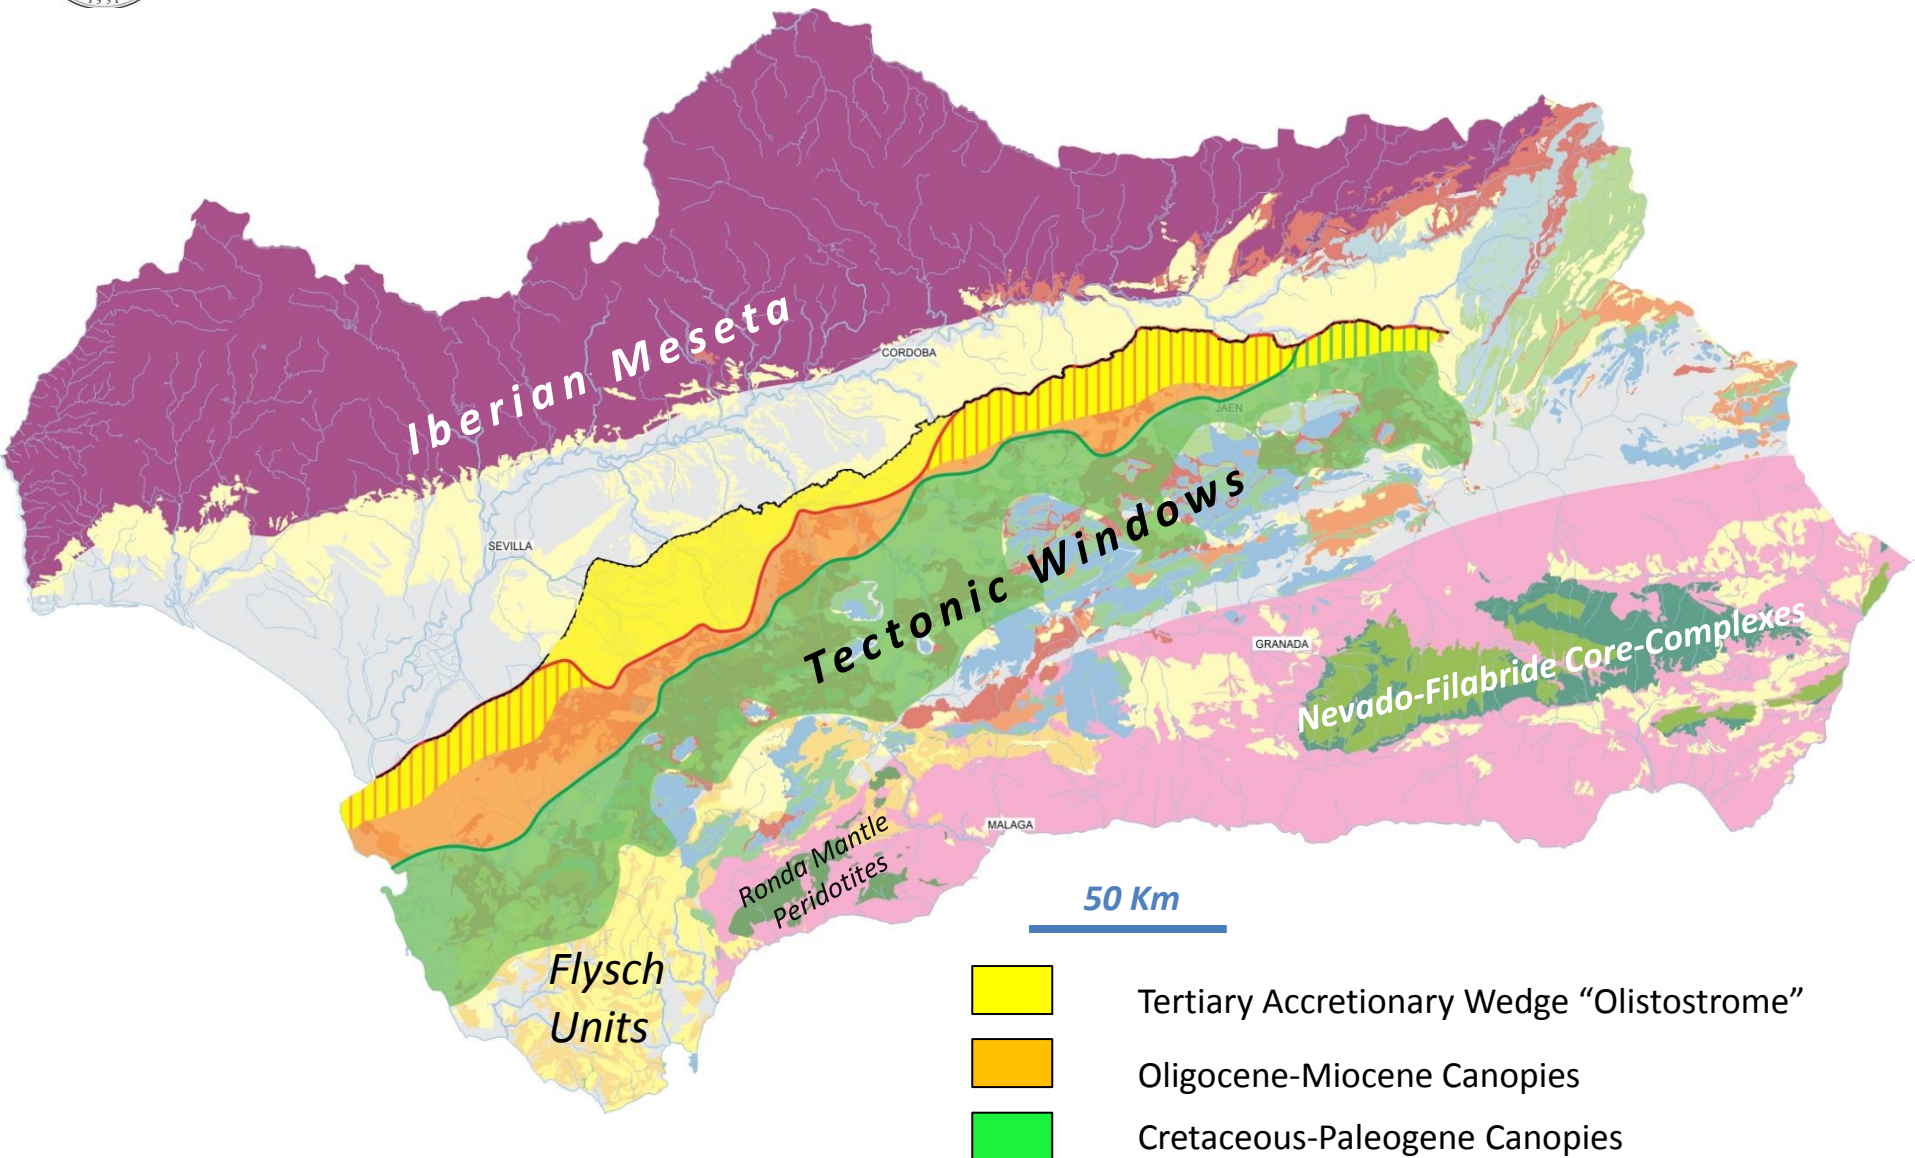 1551
Iberian Meseta
CORDOBA
JAEN
SEVILLA
Tectonic Windows
GRANADA
Nevado-Filabride Core-Complexes
MALAGA
Ronda Mantle
Peridotites
50 Km
Flysch
Units
Tertiary Accretionary Wedge “Olistostrome”
Oligocene-Miocene Canopies
Cretaceous-Paleogene Canopies